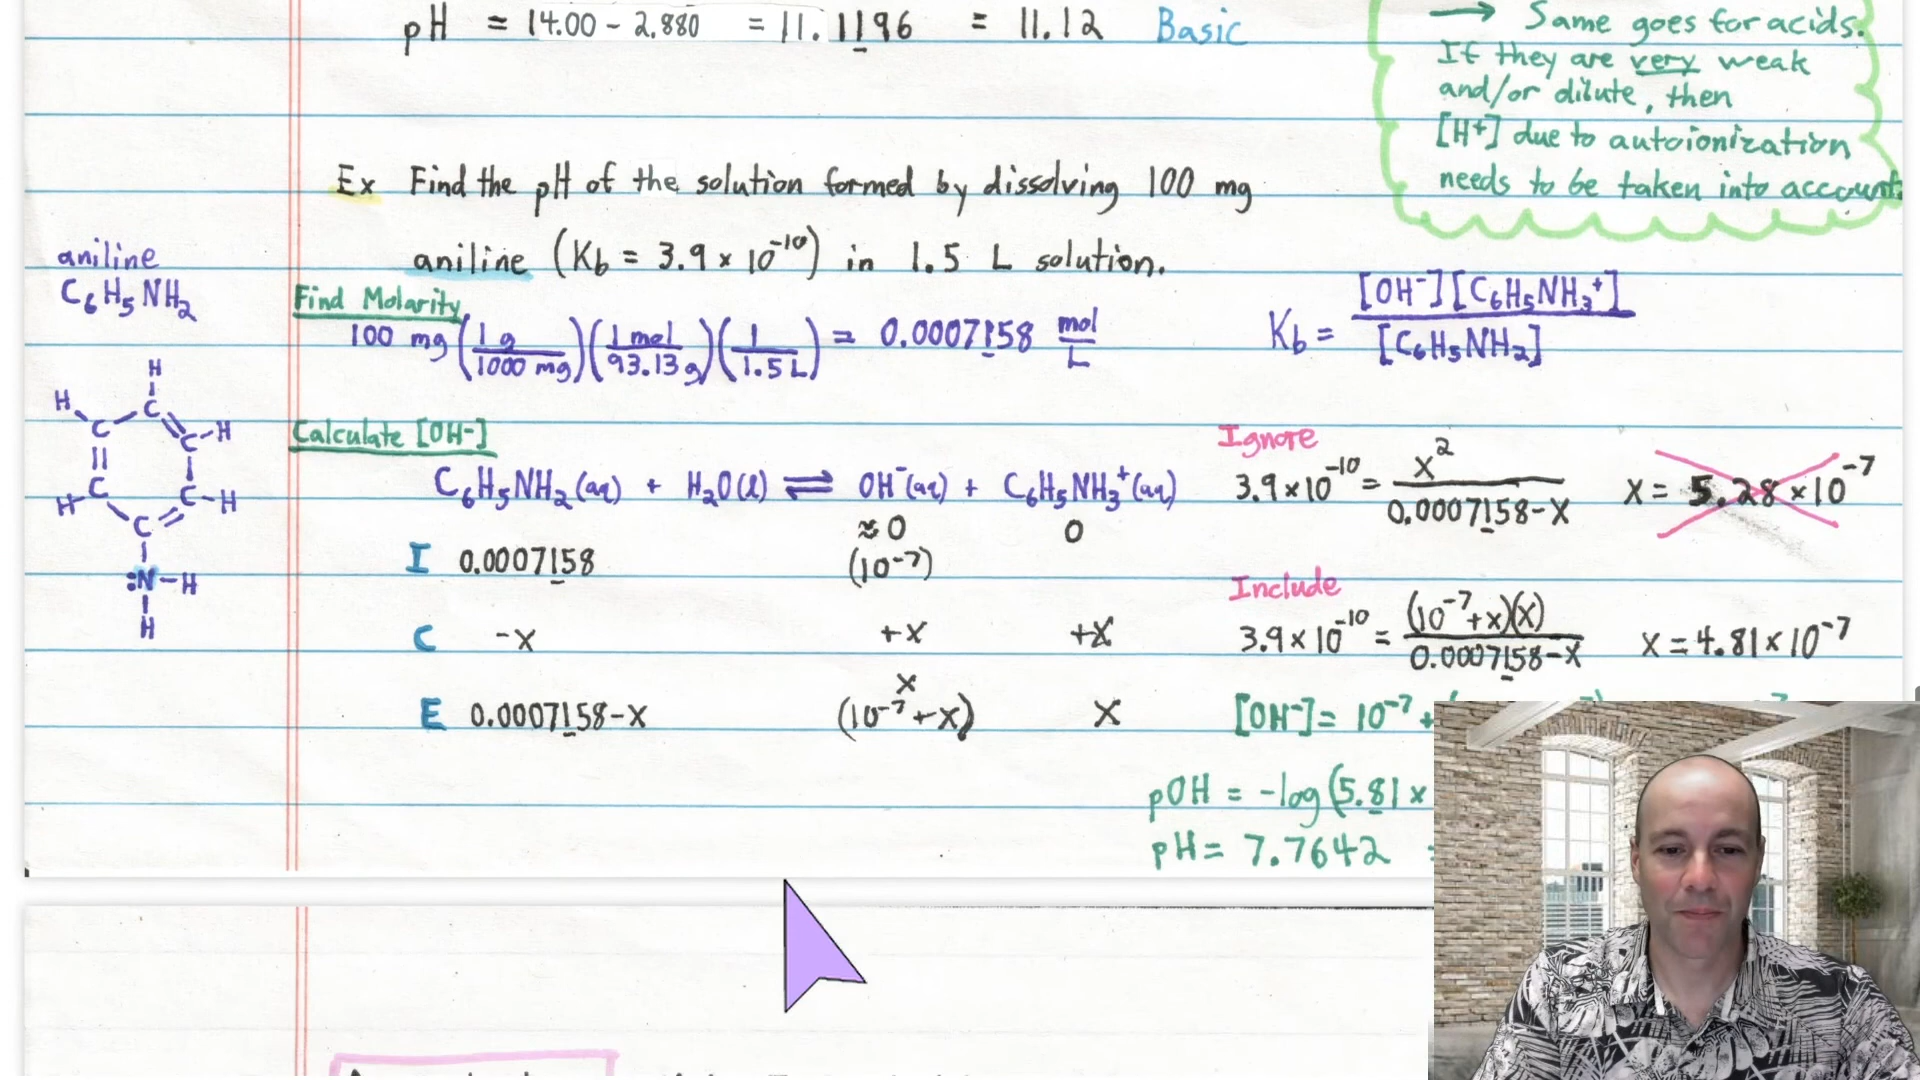 pH = 14.00 - 2.880 = 11.1196 = 11.12 Basic
→ Same goes for acids.
If they are very weak
and/or dilute, then
[H+] due to autoionization
needs to be taken into account.
Ex Find the pH of the solution formed by dissolving 100 mg
aniline (Kb = 3.9 × 10⁻¹⁰) in 1.5 L solution.
aniline
C₆H₅NH₂
Find Molarity
100 mg (1 g / 1000 mg)(1 mol / 93.13 g)(1 / 1.5 L) = 0.0007158 mol / L
Kb = [OH⁻][C₆H₅NH₃⁺] / [C₆H₅NH₂]
H
H C
C C-H
C C-H
H C
:N-H
H
Calculate [OH-]
C₆H₅NH₂(aq) + H₂O(l) ⇌ OH⁻(aq) + C₆H₅NH₃⁺(aq)
≈0 0
I 0.0007158 (10⁻⁷)
C -x +x +x
x
E 0.0007158-x (10⁻⁷+x) x
Ignore
3.9×10⁻¹⁰ = x² / 0.0007158-x x = 5.28×10⁻⁷
Include
3.9×10⁻¹⁰ = (10⁻⁷+x)(x) / 0.0007158-x x = 4.81×10⁻⁷
[OH⁻] = 10⁻⁷ +
pOH = -log(5.81 ×
pH = 7.7642